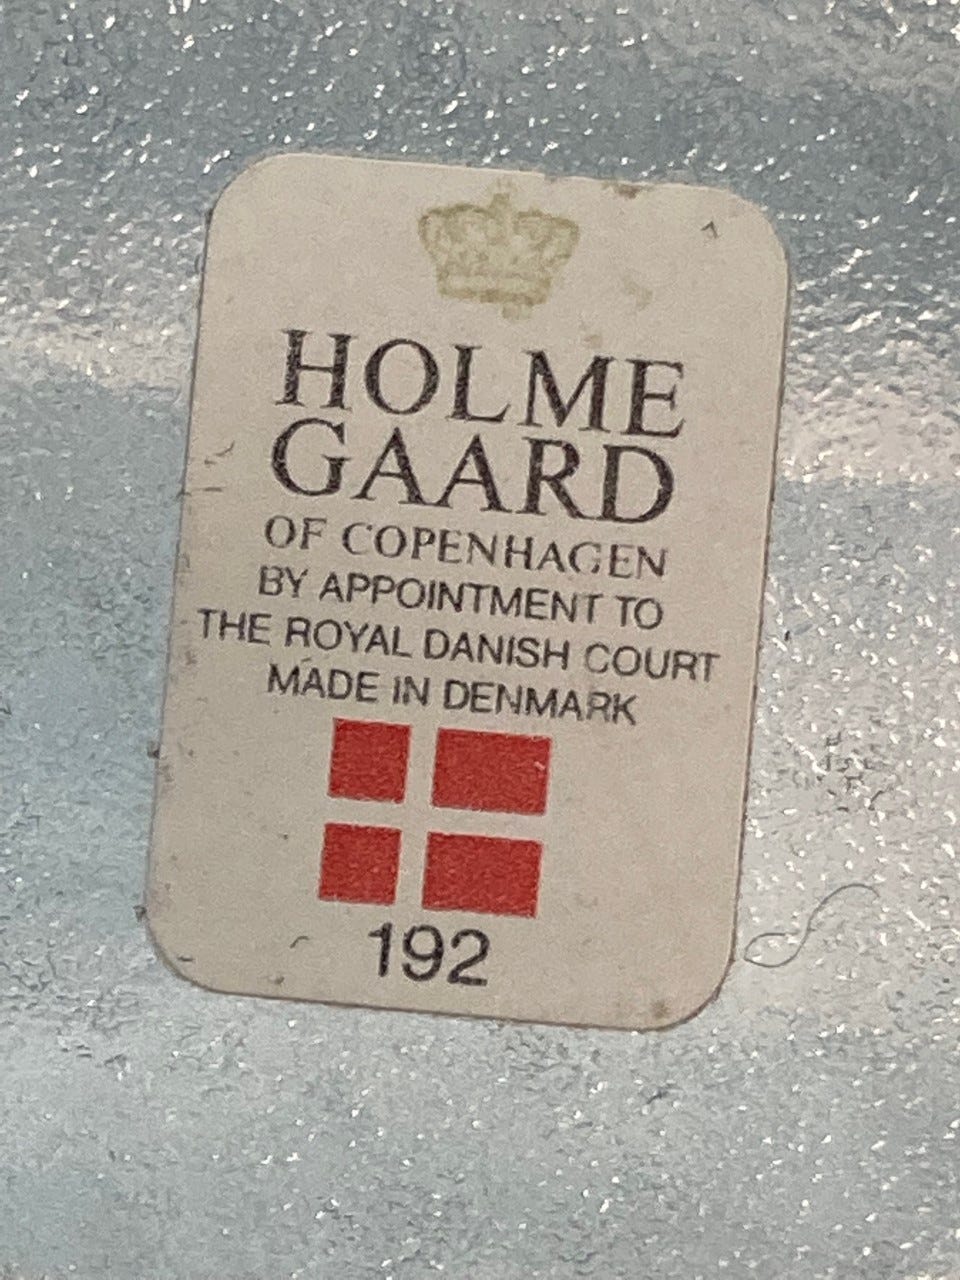 HOLME
GAARD
OF COPENHAGEN
BY APPOINTMENT TO
THE ROYAL DANISH COURT
MADE IN DENMARK
192